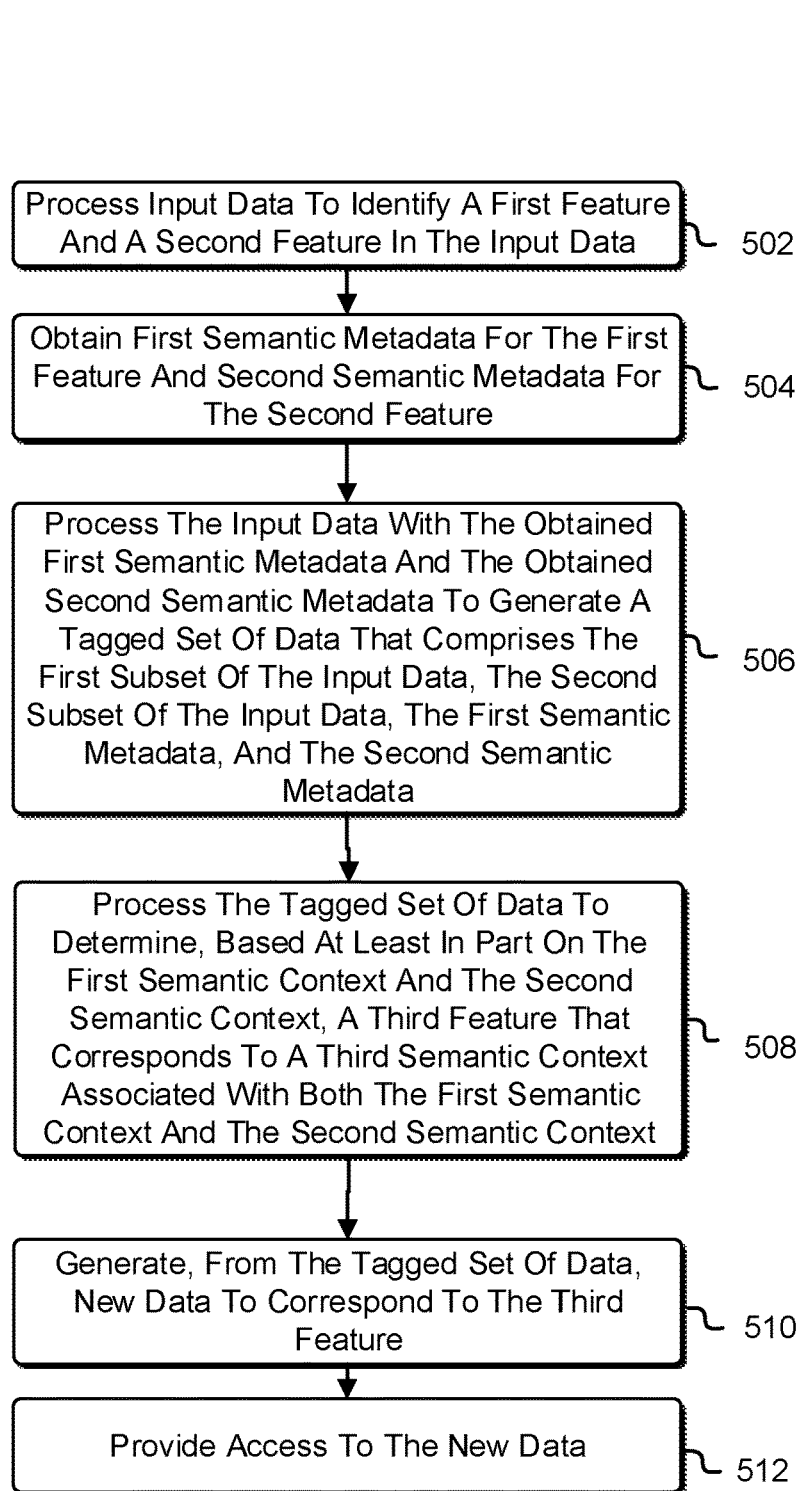 Process Input Data To Identify A First Feature
And A Second Feature In The Input Data
502
Obtain First Semantic Metadata For The First
Feature And Second Semantic Metadata For
The Second Feature
504
Process The Input Data With The Obtained
First Semantic Metadata And The Obtained
Second Semantic Metadata To Generate A
Tagged Set Of Data That Comprises The
First Subset Of The Input Data, The Second
Subset Of The Input Data, The First Semantic
Metadata, And The Second Semantic
Metadata
506
Process The Tagged Set Of Data To
Determine, Based At Least In Part On The
First Semantic Context And The Second
Semantic Context, A Third Feature That
Corresponds To A Third Semantic Context
Associated With Both The First Semantic
Context And The Second Semantic Context
508
Generate, From The Tagged Set Of Data,
New Data To Correspond To The Third
Feature
510
Provide Access To The New Data
512